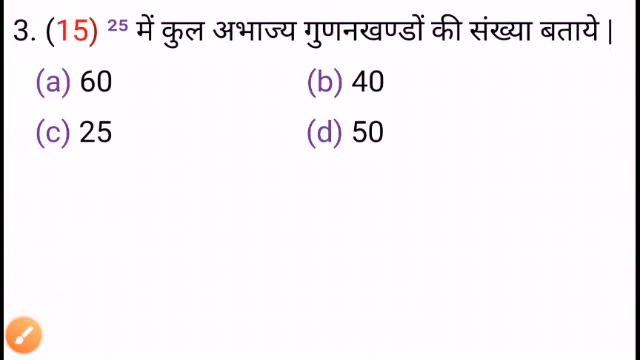 3. (15) ²⁵ में कुल अभाज्य गुणनखण्डों की संख्या बताये |
(a) 60 (b) 40
(c) 25 (d) 50